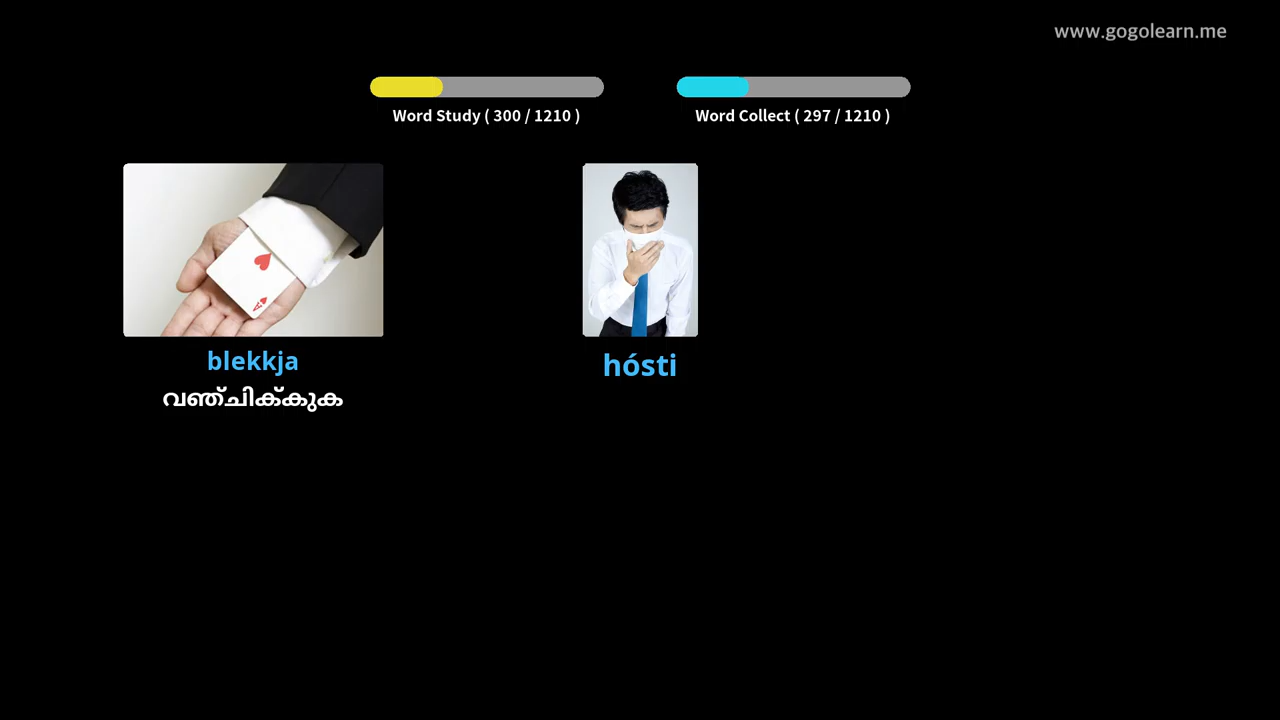 www.gogolearn.me
Word Study ( 300 / 1210 )
Word Collect ( 297 / 1210 )
blekkja
വഞ്ചിക്കുക
hósti